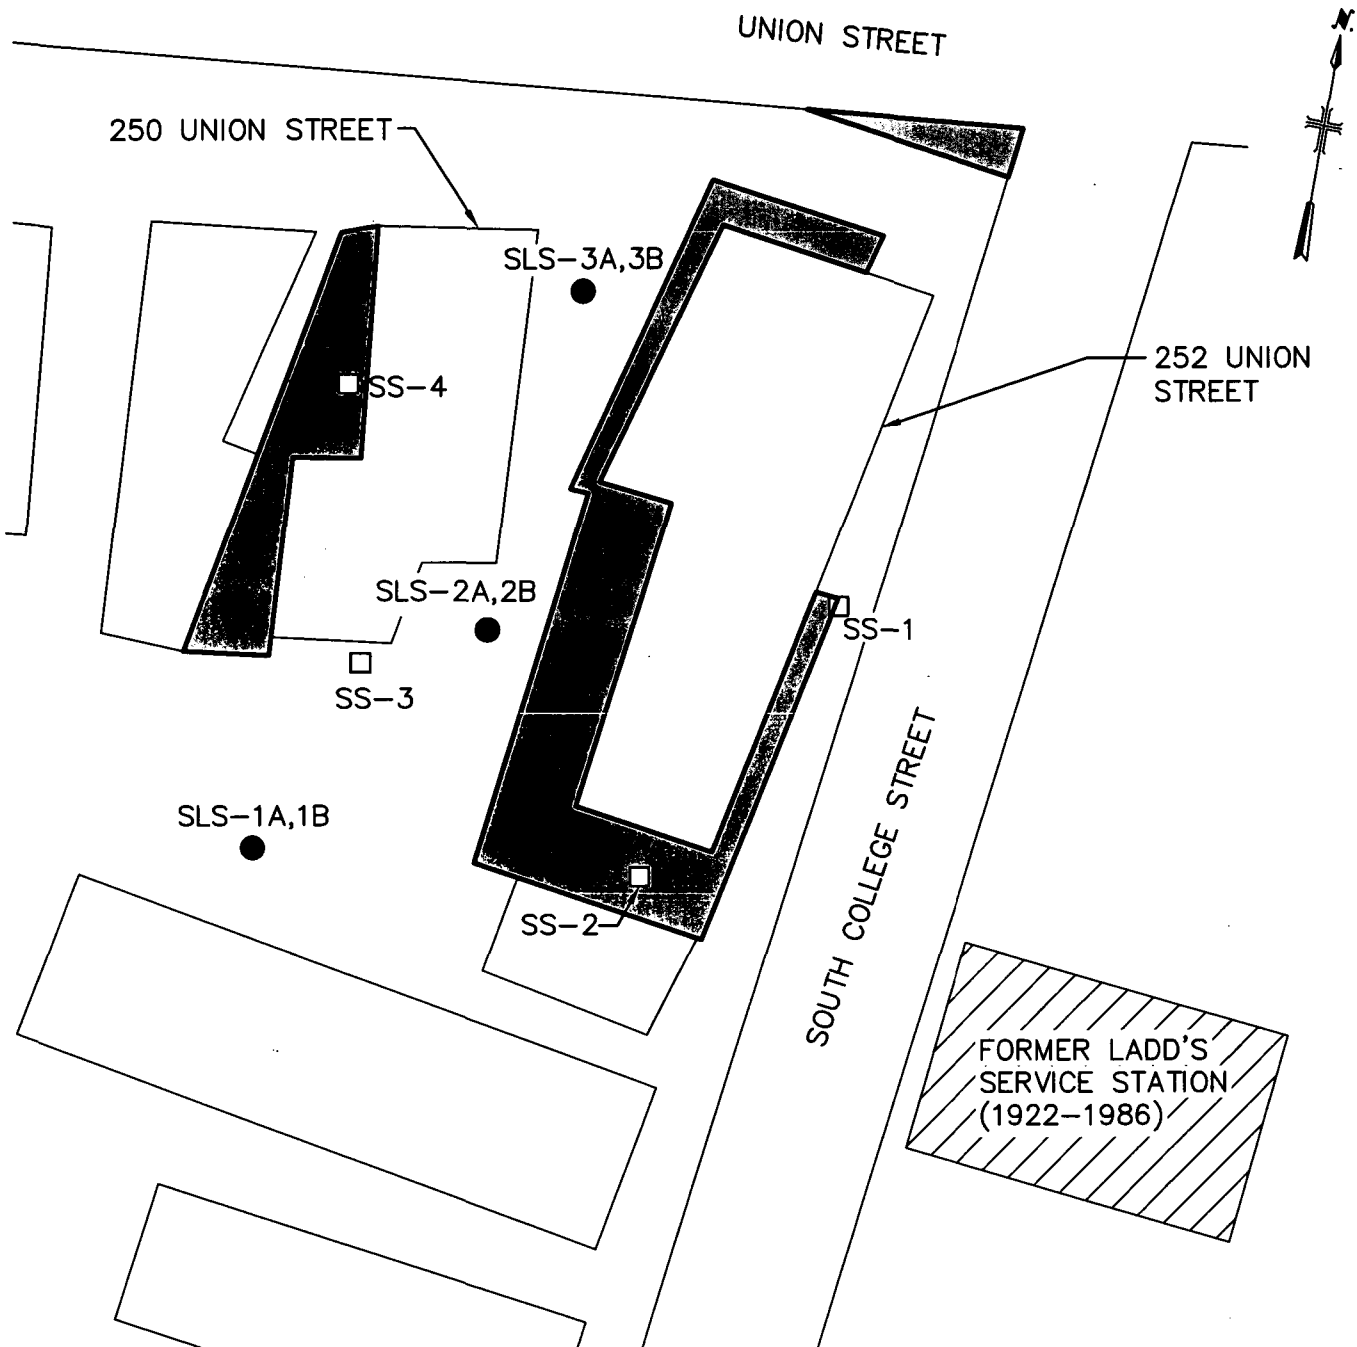 UNION STREET
N.
250 UNION STREET
SLS-3A,3B
252 UNION
STREET
SS-4
SLS-2A,2B
SS-1
SS-3
SLS-1A,1B
SOUTH COLLEGE STREET
SS-2
FORMER LADD'S
SERVICE STATION
(1922-1986)